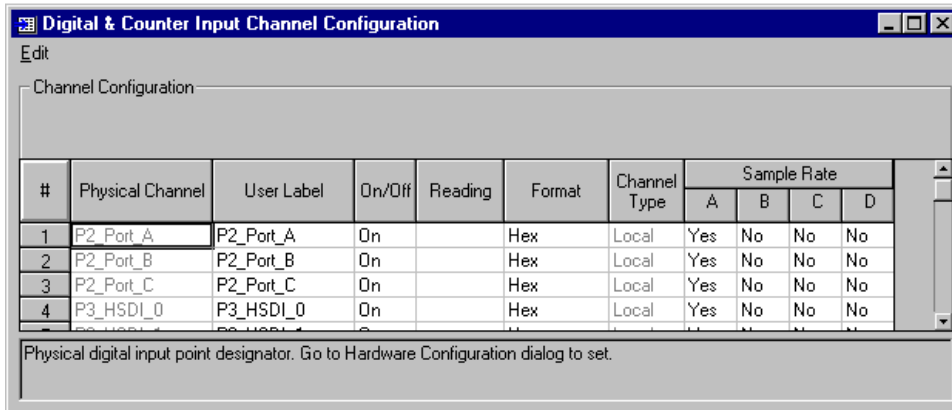 Digital & Counter Input Channel Configuration
Edit
Channel Configuration
# Physical Channel User Label On/Off Reading Format Channel Type Sample Rate
A B C D
1 P2_Port_A P2_Port_A On Hex Local Yes No No No
2 P2_Port_B P2_Port_B On Hex Local Yes No No No
3 P2_Port_C P2_Port_C On Hex Local Yes No No No
4 P3_HSDI_0 P3_HSDI_0 On Hex Local Yes No No No
Physical digital input point designator. Go to Hardware Configuration dialog to set.